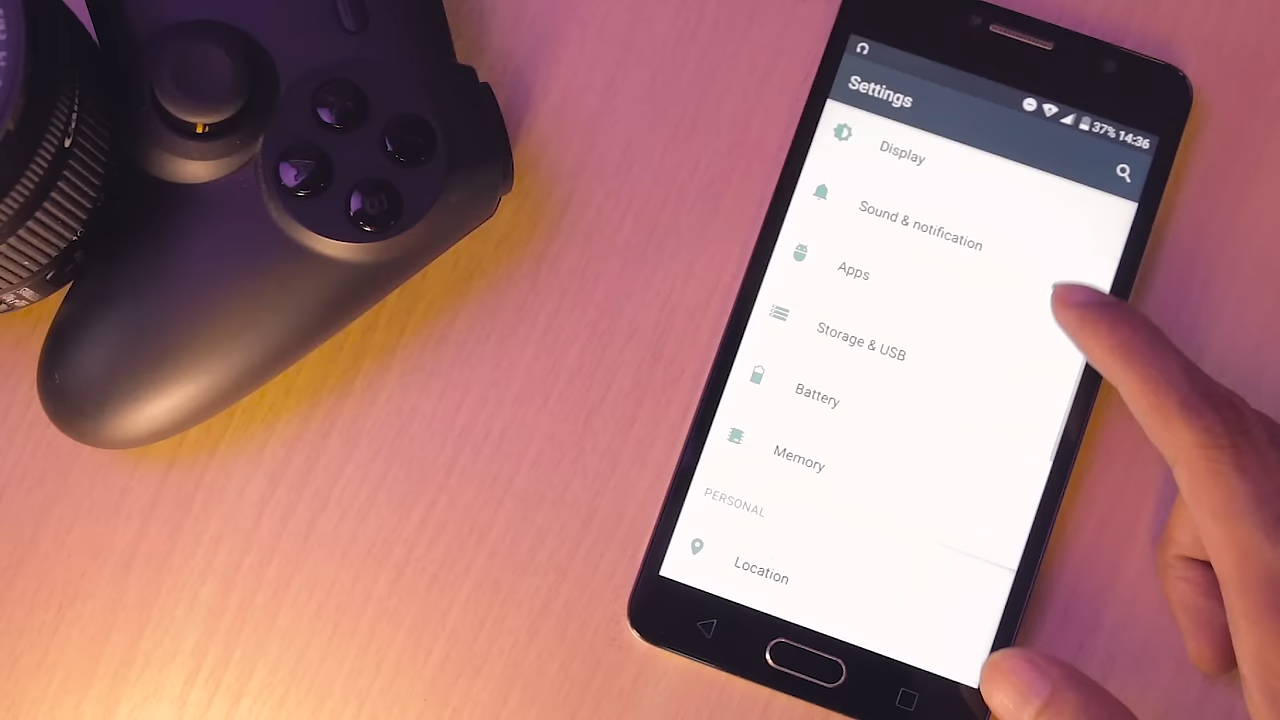 37% 14:36
Settings
Display
Sound & notification
Apps
Storage & USB
Battery
Memory
PERSONAL
Location